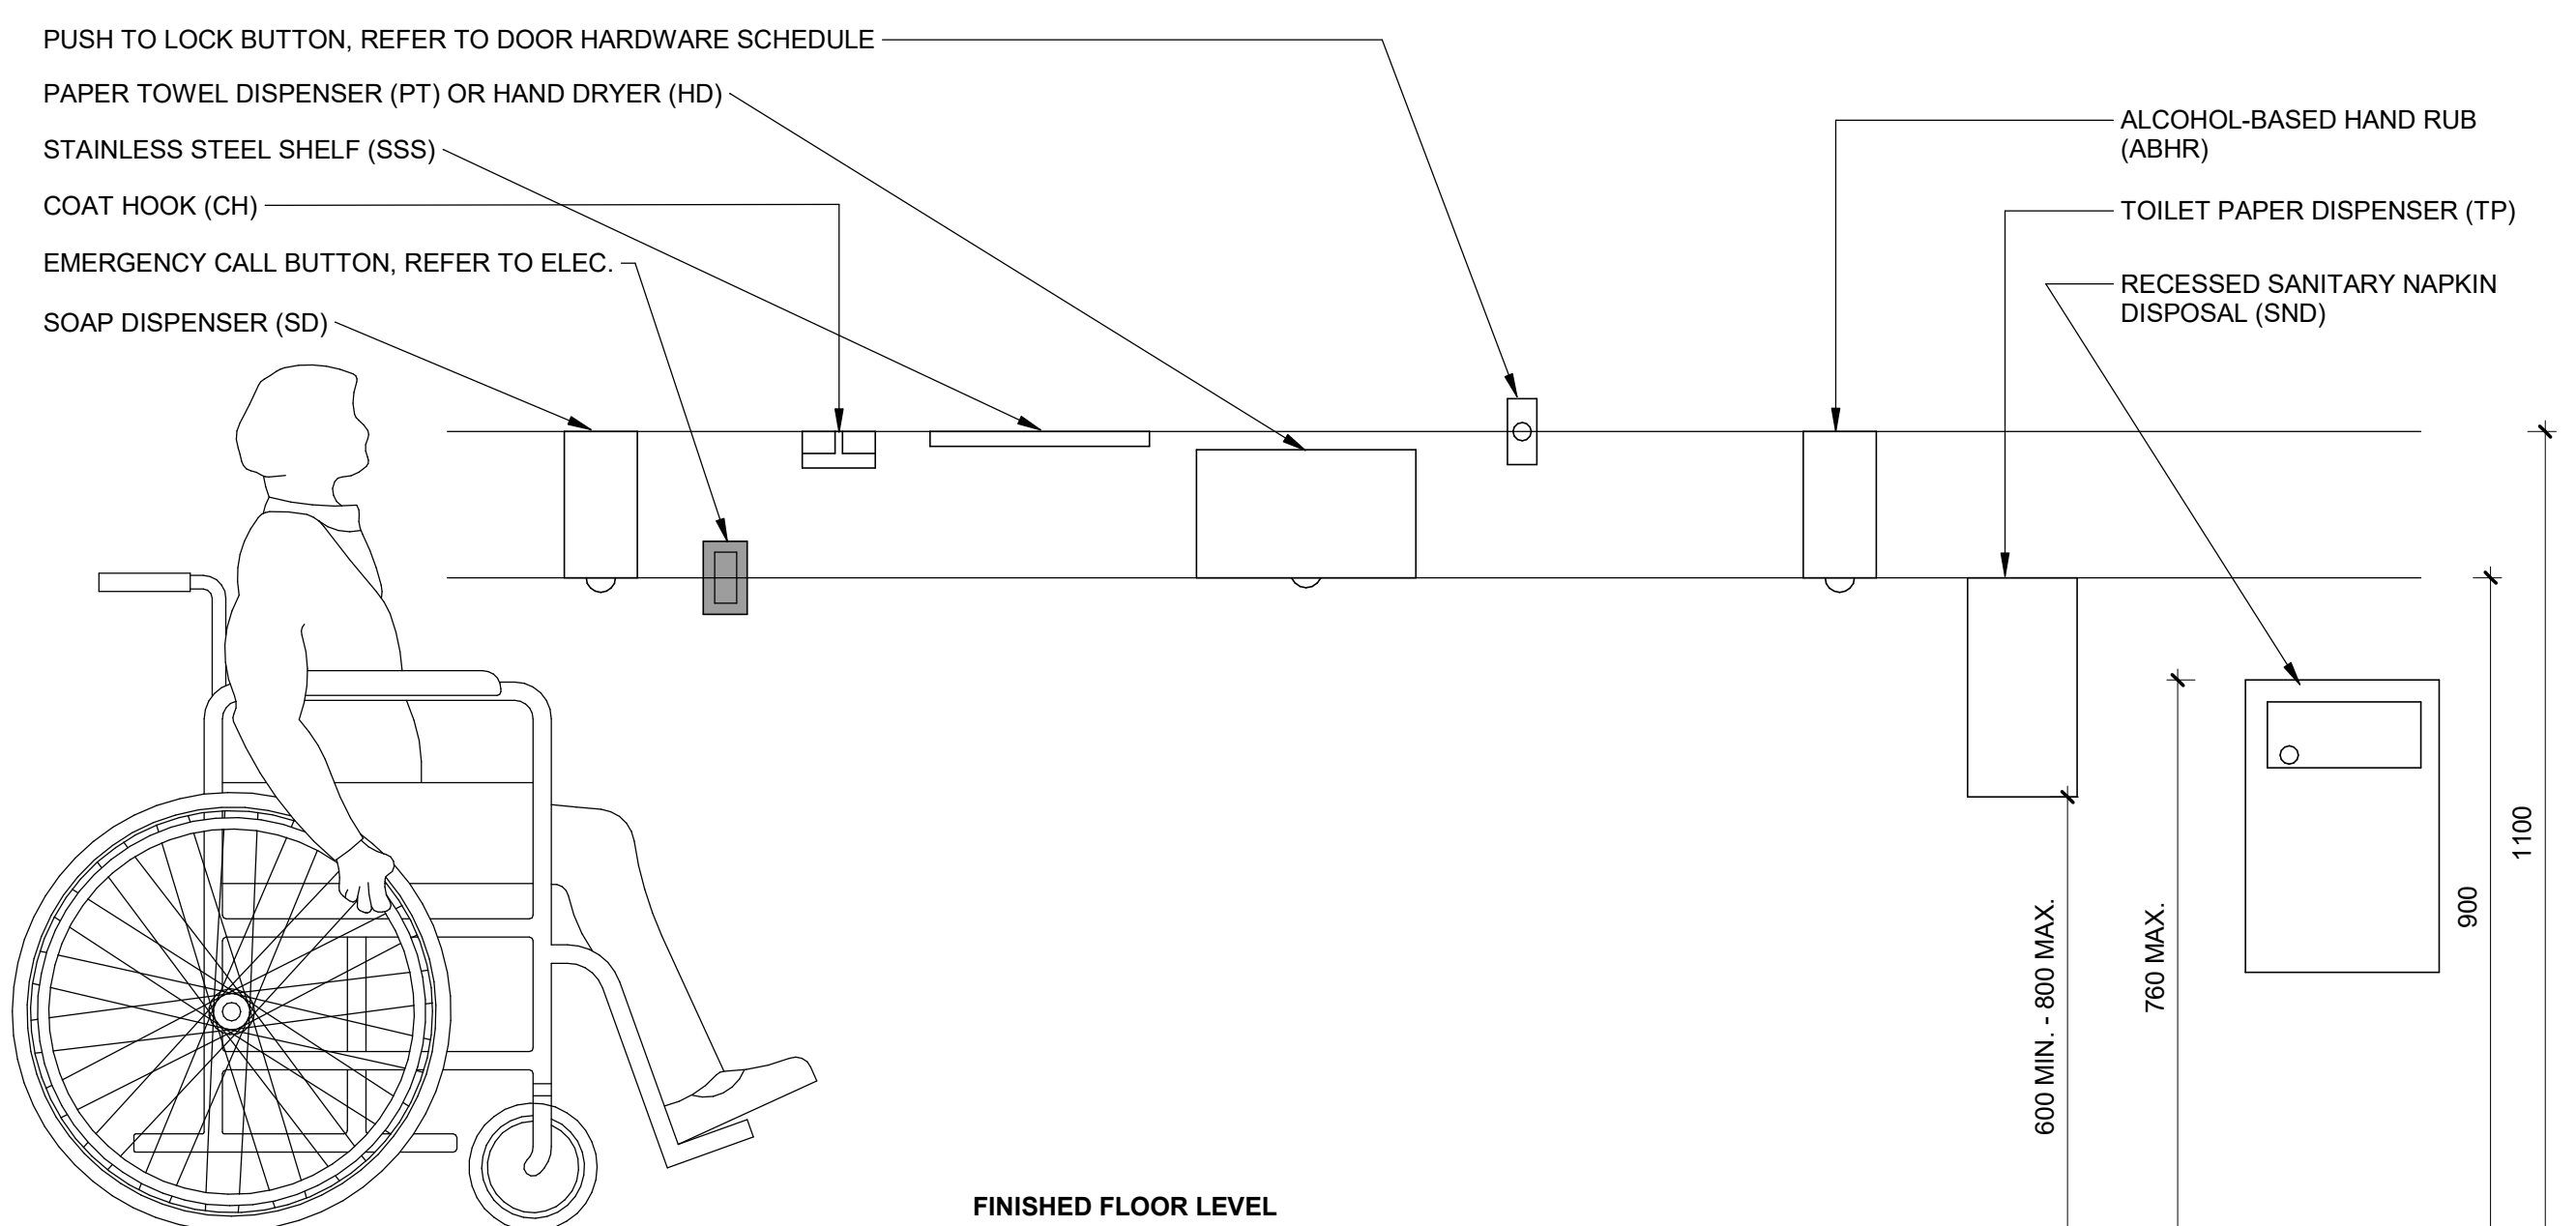 PUSH TO LOCK BUTTON, REFER TO DOOR HARDWARE SCHEDULE
PAPER TOWEL DISPENSER (PT) OR HAND DRYER (HD)
STAINLESS STEEL SHELF (SSS)
COAT HOOK (CH)
EMERGENCY CALL BUTTON, REFER TO ELEC.
SOAP DISPENSER (SD)
ALCOHOL-BASED HAND RUB
(ABHR)
TOILET PAPER DISPENSER (TP)
RECESSED SANITARY NAPKIN
DISPOSAL (SND)
600 MIN. - 800 MAX.
760 MAX.
900
1100
FINISHED FLOOR LEVEL